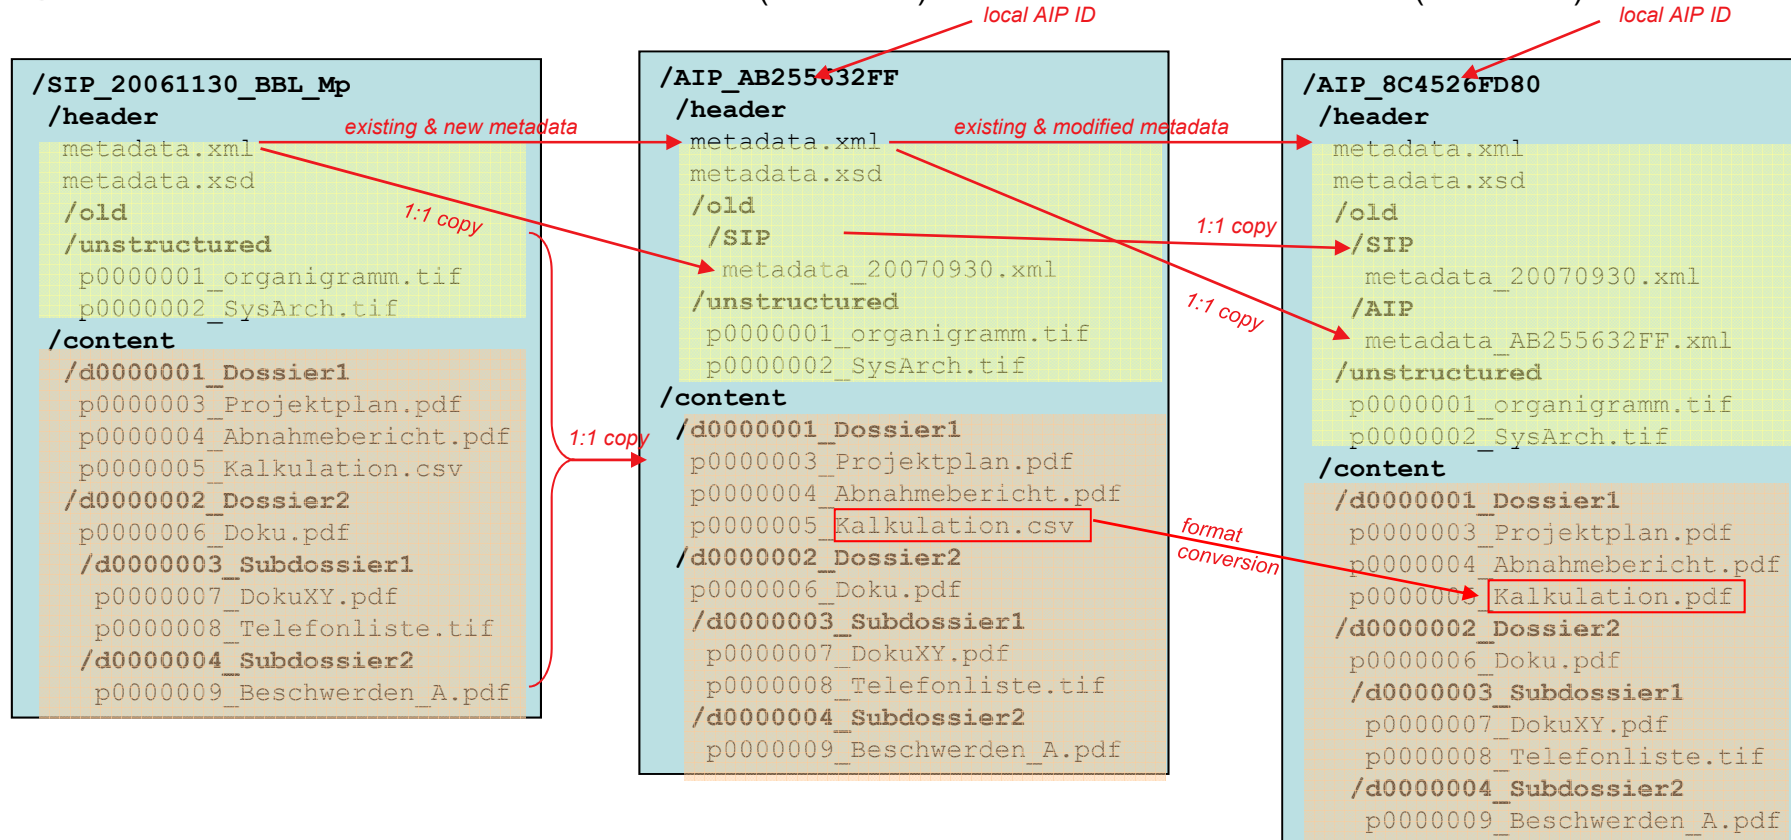 local AIP ID
local AIP ID
/SIP_20061130_BBL_Mp
/header
metadata.xml
metadata.xsd
/old
/unstructured
p0000001_organigramm.tif
p0000002_SysArch.tif
/content
/d0000001_Dossier1
p0000003_Projektplan.pdf
p0000004_Abnahmebericht.pdf
p0000005_Kalkulation.csv
/d0000002_Dossier2
p0000006_Doku.pdf
/d0000003_Subdossier1
p0000007_DokuXY.pdf
p0000008_Telefonliste.tif
/d0000004_Subdossier2
p0000009_Beschwerden_A.pdf
existing & new metadata
1:1 copy
1:1 copy
/AIP_AB255632FF
/header
metadata.xml
metadata.xsd
/old
/SIP
metadata_20070930.xml
/unstructured
p0000001_organigramm.tif
p0000002_SysArch.tif
/content
/d0000001_Dossier1
p0000003_Projektplan.pdf
p0000004_Abnahmebericht.pdf
p0000005_Kalkulation.csv
/d0000002_Dossier2
p0000006_Doku.pdf
/d0000003_Subdossier1
p0000007_DokuXY.pdf
p0000008_Telefonliste.tif
/d0000004_Subdossier2
p0000009_Beschwerden_A.pdf
existing & modified metadata
1:1 copy
1:1 copy
format
conversion
/AIP_8C4526FD80
/header
metadata.xml
metadata.xsd
/old
/SIP
metadata_20070930.xml
/AIP
metadata_AB255632FF.xml
/unstructured
p0000001_organigramm.tif
p0000002_SysArch.tif
/content
/d0000001_Dossier1
p0000003_Projektplan.pdf
p0000004_Abnahmebericht.pdf
p0000005_Kalkulation.pdf
/d0000002_Dossier2
p0000006_Doku.pdf
/d0000003_Subdossier1
p0000007_DokuXY.pdf
p0000008_Telefonliste.tif
/d0000004_Subdossier2
p0000009_Beschwerden_A.pdf